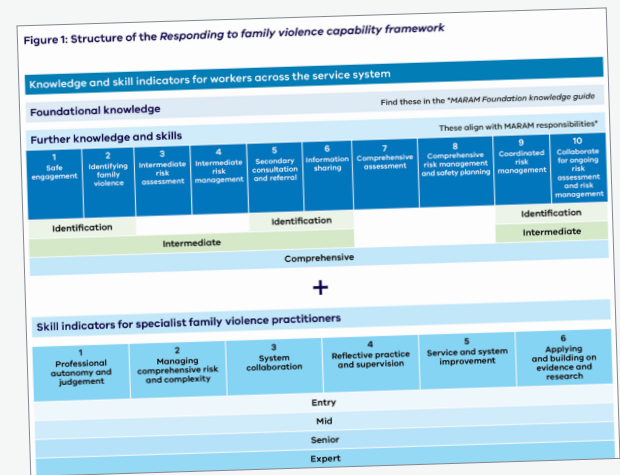 Figure 1: Structure of the Responding to family violence capability framework
Knowledge and skill indicators for workers across the service system
Foundational knowledge
Find these in the "MARAM Foundation knowledge guide
Further knowledge and skills
These align with MARAM responsibilities"
1
Safe
engagement
2
Identifying
family
violence
3
Intermediate
risk
assessment
4
Intermediate
risk
management
5
Secondary
consultation
and referral
6
Information
sharing
7
Comprehensive
assessment
8
Comprehensive
risk management
and safety planning
9
Coordinated
risk
management
10
Collaborate
for ongoing
risk
assessment
and risk
management
Identification
Identification
Identification
Intermediate
Intermediate
Comprehensive
+
Skill indicators for specialist family violence practitioners
1
Professional
autonomy and
judgement
2
Managing
comprehensive risk
and complexity
3
System
collaboration
4
Reflective practice
and supervision
5
Service and system
improvement
6
Applying
and building on
evidence and
research
Entry
Mid
Senior
Expert